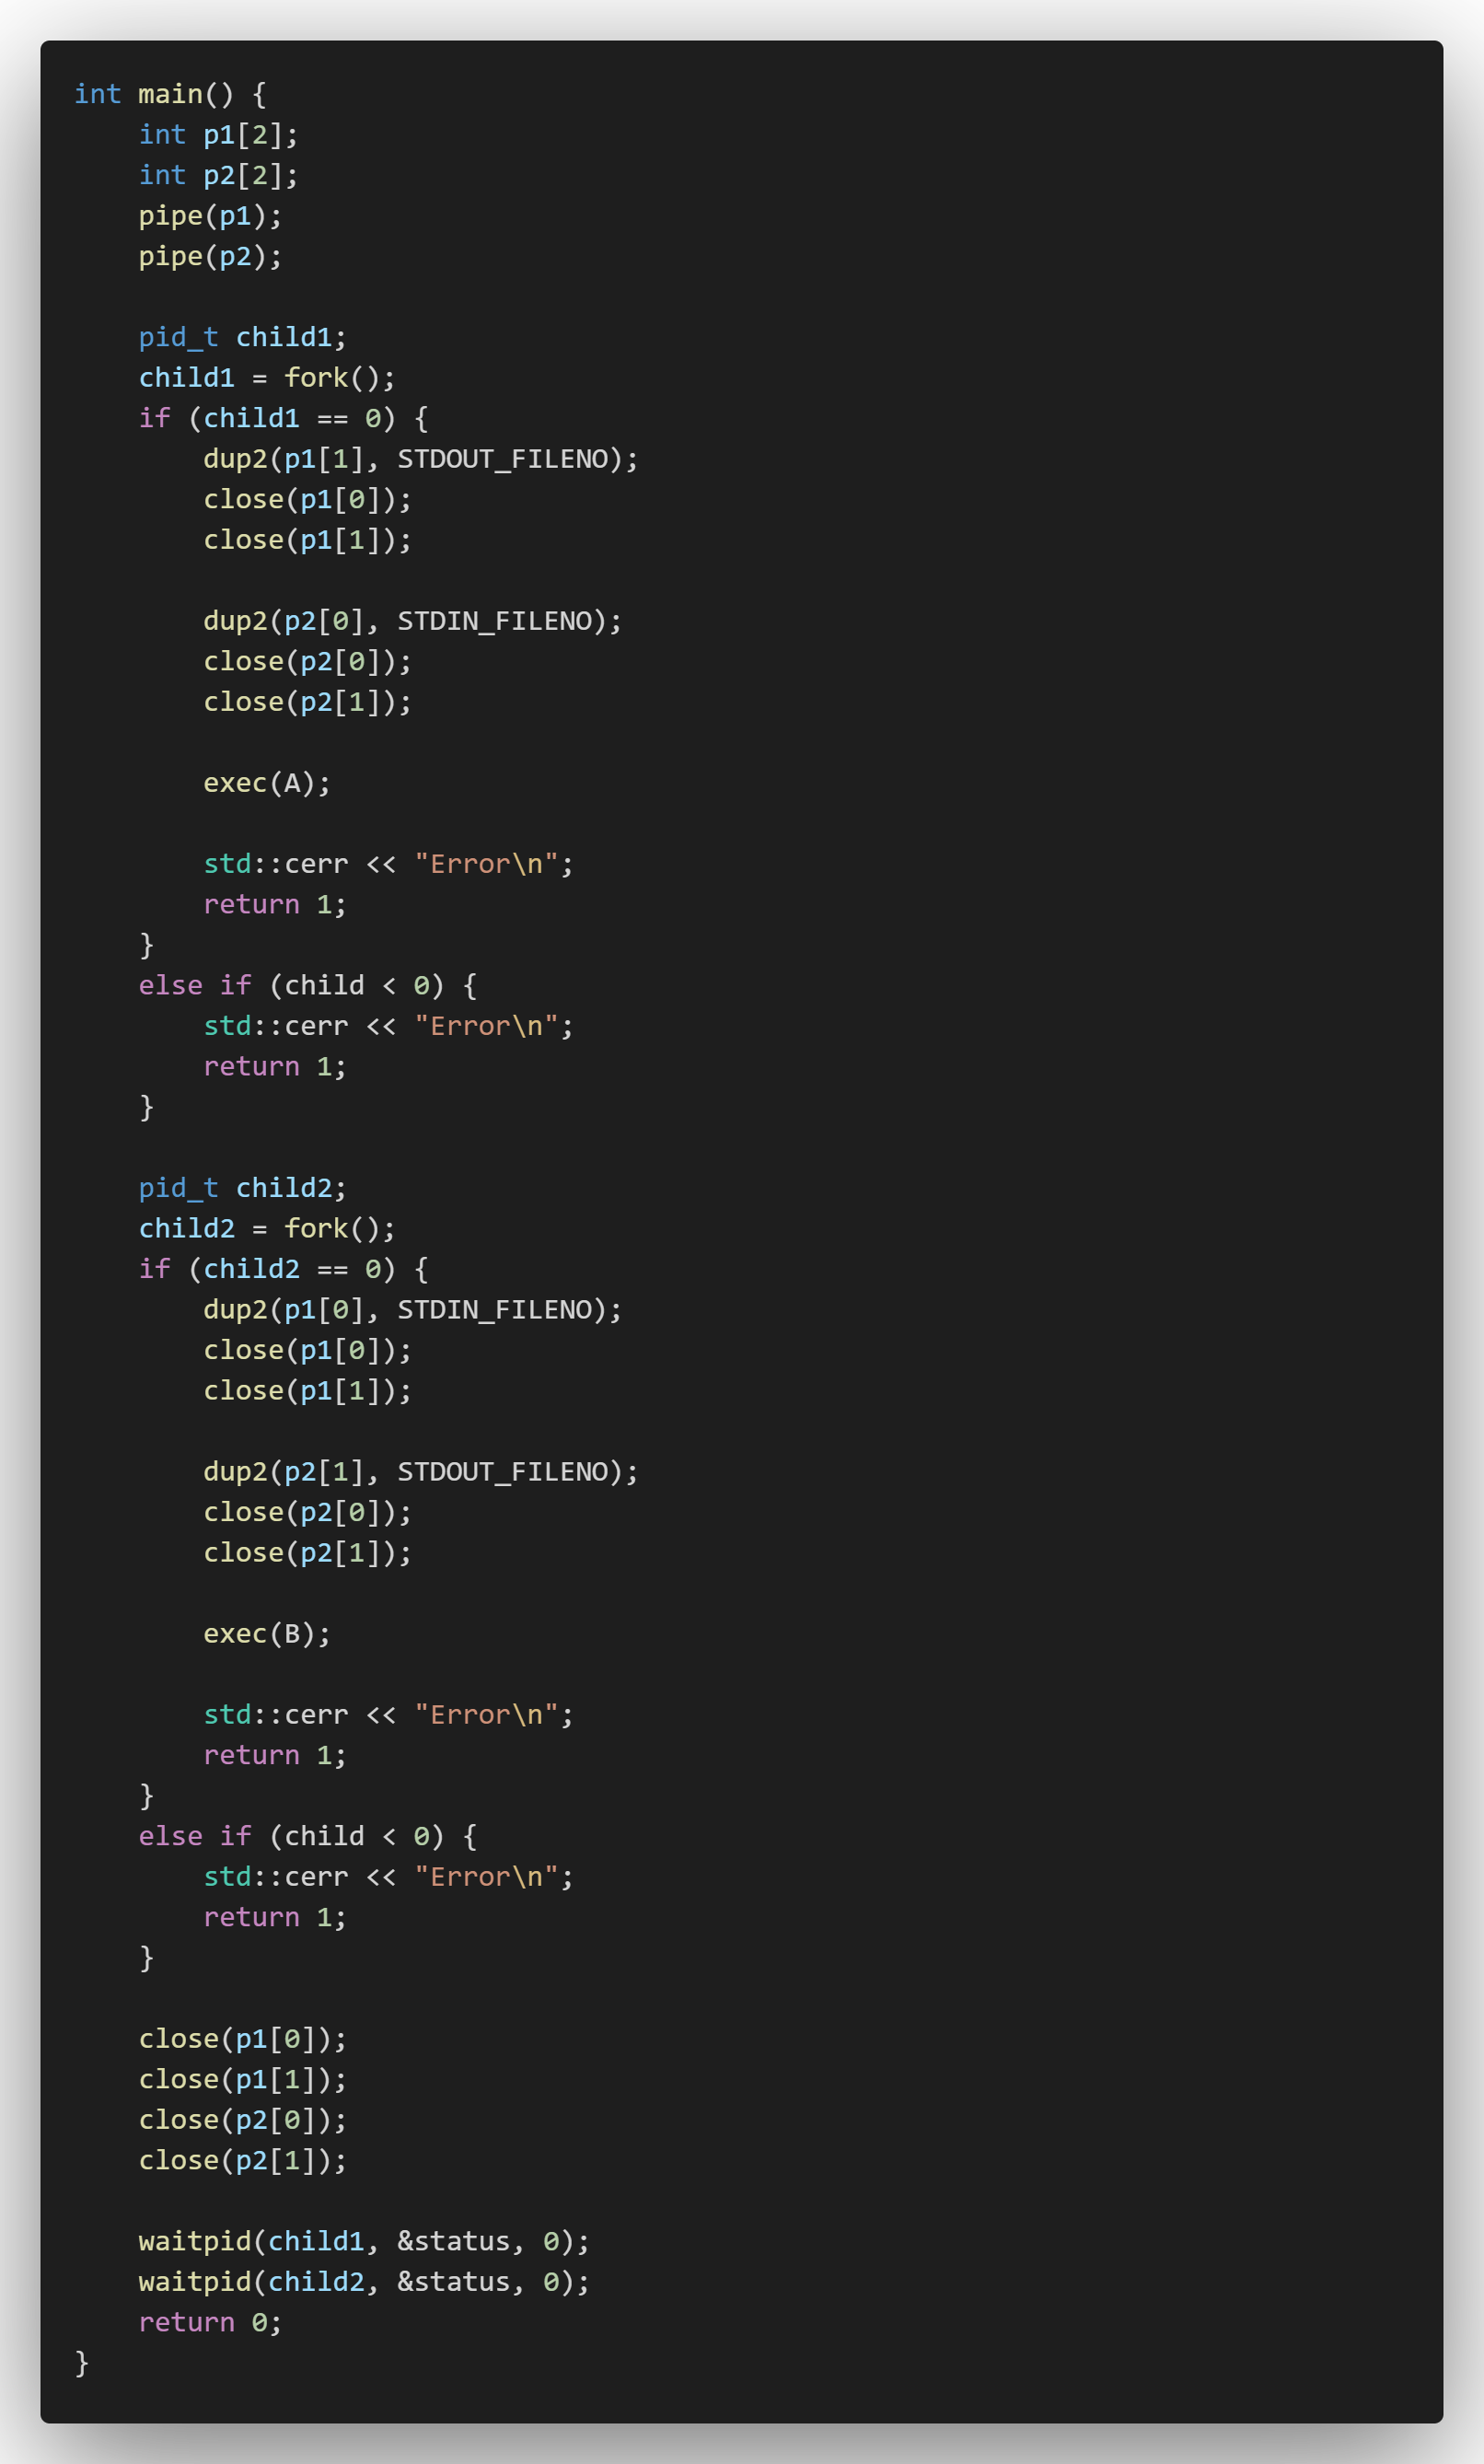 int main() {
    int p1[2];
    int p2[2];
    pipe(p1);
    pipe(p2);

    pid_t child1;
    child1 = fork();
    if (child1 == 0) {
        dup2(p1[1], STDOUT_FILENO);
        close(p1[0]);
        close(p1[1]);

        dup2(p2[0], STDIN_FILENO);
        close(p2[0]);
        close(p2[1]);

        exec(A);

        std::cerr << "Error\n";
        return 1;
    }
    else if (child < 0) {
        std::cerr << "Error\n";
        return 1;
    }

    pid_t child2;
    child2 = fork();
    if (child2 == 0) {
        dup2(p1[0], STDIN_FILENO);
        close(p1[0]);
        close(p1[1]);

        dup2(p2[1], STDOUT_FILENO);
        close(p2[0]);
        close(p2[1]);

        exec(B);

        std::cerr << "Error\n";
        return 1;
    }
    else if (child < 0) {
        std::cerr << "Error\n";
        return 1;
    }

    close(p1[0]);
    close(p1[1]);
    close(p2[0]);
    close(p2[1]);

    waitpid(child1, &status, 0);
    waitpid(child2, &status, 0);
    return 0;
}